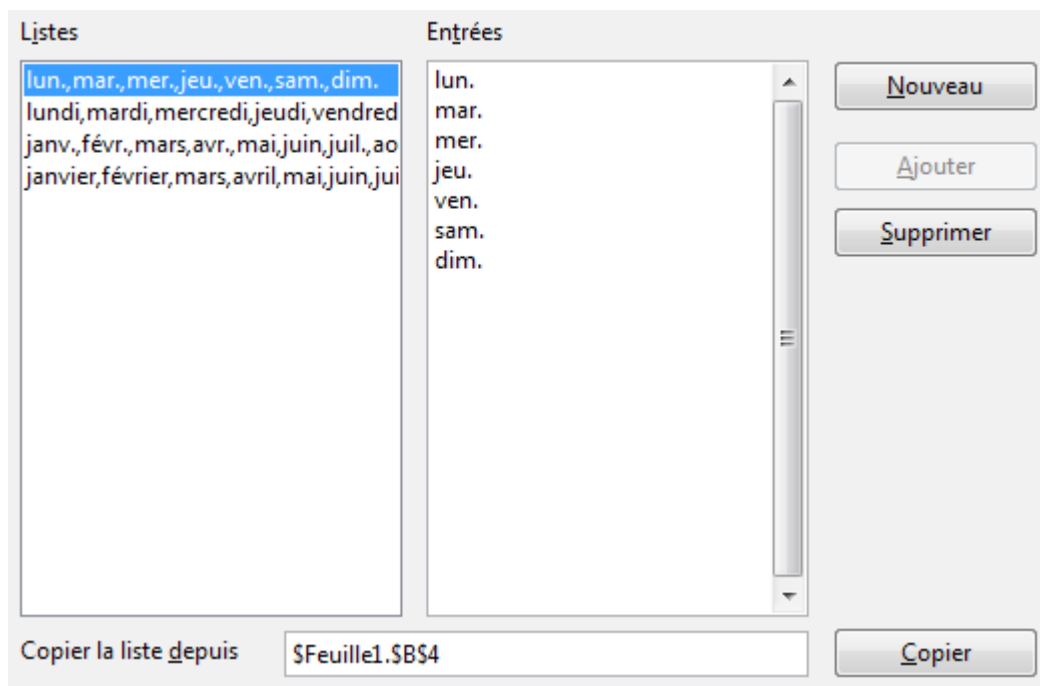 Listes
lun.,mar.,mer.,jeu.,ven.,sam.,dim.
lundi,mardi,mercredi,jeudi,vendred
janv.,févr.,mars,avr.,mai,juin,juil.,ao
janvier,février,mars,avril,mai,juin,jui
Entrées
lun.
mar.
mer.
jeu.
ven.
sam.
dim.
Nouveau
Ajouter
Supprimer
Copier la liste depuis
$Feuille1.$B$4
Copier